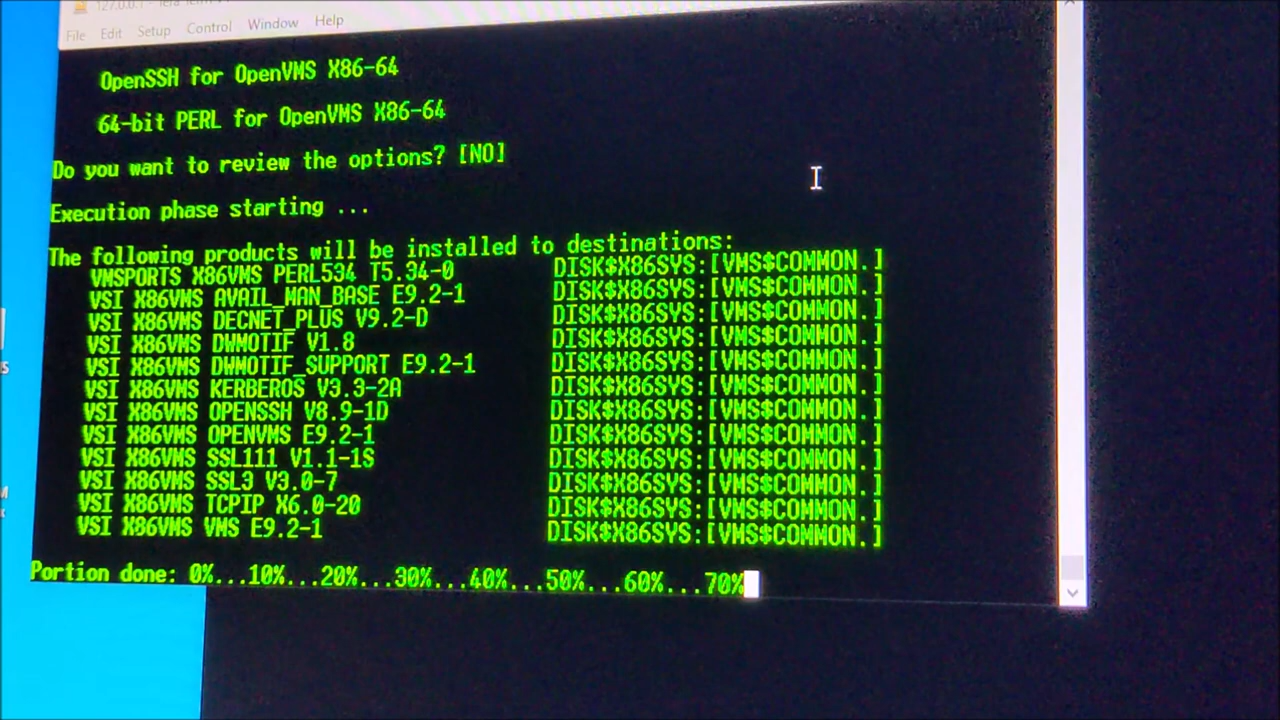 File Edit Setup Control Window Help
OpenSSH for OpenVMS X86-64
64-bit PERL for OpenVMS X86-64
Do you want to review the options? [NO]
Execution phase starting ...
The following products will be installed to destinations:
VMSPORTS X86VMS PERL534 T5.34-0 DISK$X86SYS:[VMS$COMMON.]
VSI X86VMS AVAIL_MAN_BASE E9.2-1 DISK$X86SYS:[VMS$COMMON.]
VSI X86VMS DECNET_PLUS V9.2-D DISK$X86SYS:[VMS$COMMON.]
VSI X86VMS DWMOTIF V1.8 DISK$X86SYS:[VMS$COMMON.]
VSI X86VMS DWMOTIF_SUPPORT E9.2-1 DISK$X86SYS:[VMS$COMMON.]
VSI X86VMS KERBEROS V3.3-2A DISK$X86SYS:[VMS$COMMON.]
VSI X86VMS OPENSSH V8.9-1D DISK$X86SYS:[VMS$COMMON.]
VSI X86VMS OPENVMS E9.2-1 DISK$X86SYS:[VMS$COMMON.]
VSI X86VMS SSL111 V1.1-1S DISK$X86SYS:[VMS$COMMON.]
VSI X86VMS SSL3 V3.0-7 DISK$X86SYS:[VMS$COMMON.]
VSI X86VMS TCPIP X6.0-20 DISK$X86SYS:[VMS$COMMON.]
VSI X86VMS VMS E9.2-1 DISK$X86SYS:[VMS$COMMON.]
Portion done: 0%...10%...20%...30%...40%...50%...60%...70%